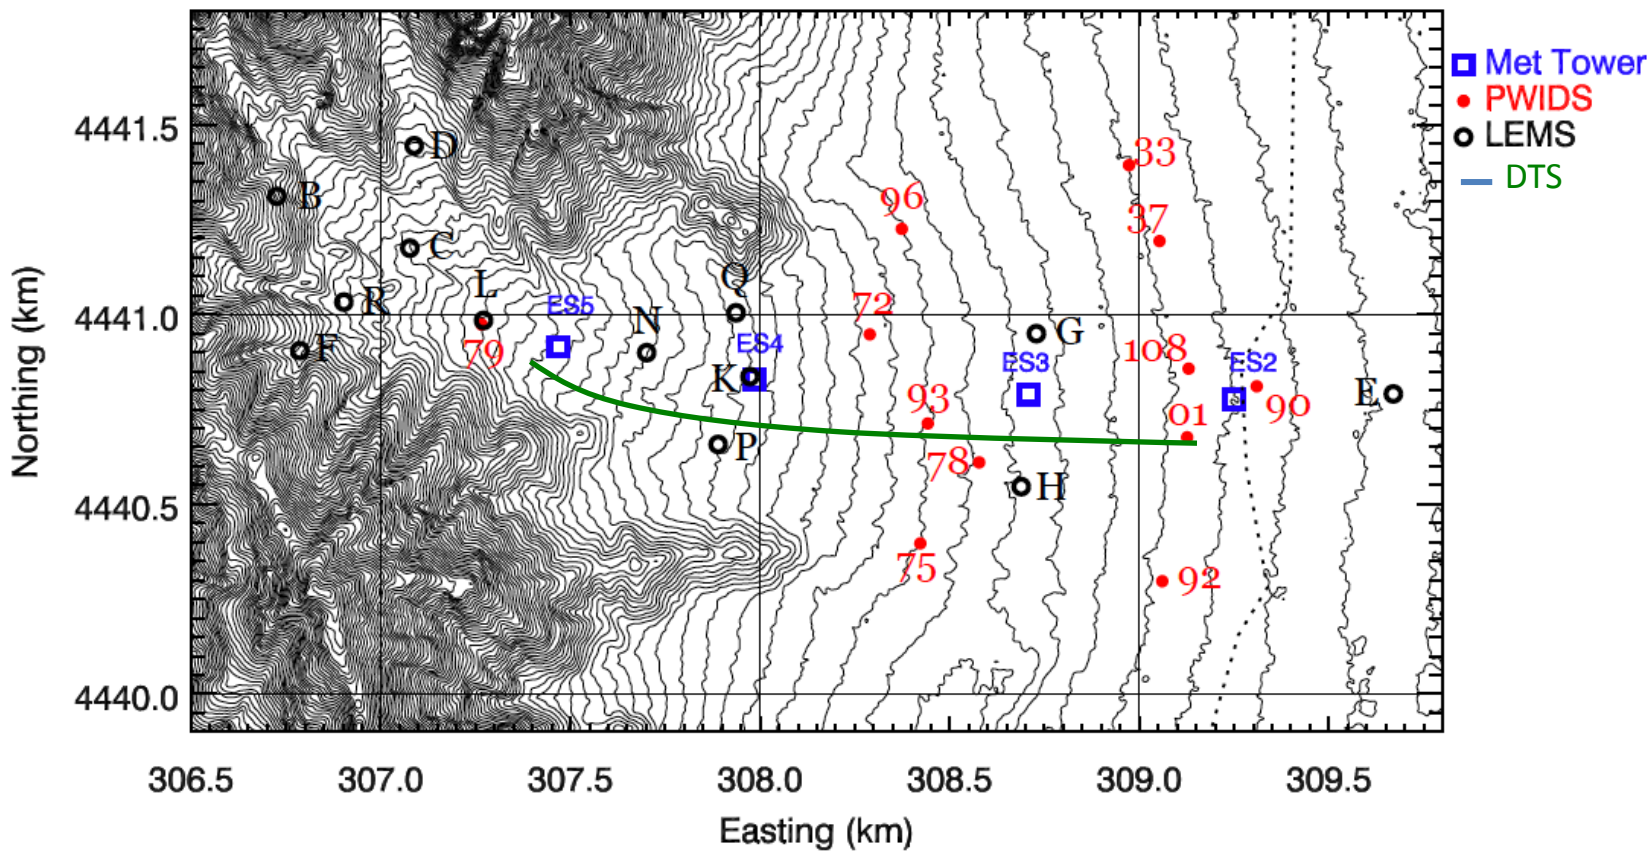 Met Tower
PWIDS
LEMS
DTS
4441.5
4441.0
4440.5
4440.0
Northing (km)
D
B
C
R
F
L
79
ES5
N
Q
ES4
K
P
96
72
93
78
75
33
37
G
ES3
H
108
ES2
01
90
92
E
306.5 307.0 307.5 308.0 308.5 309.0 309.5
Easting (km)